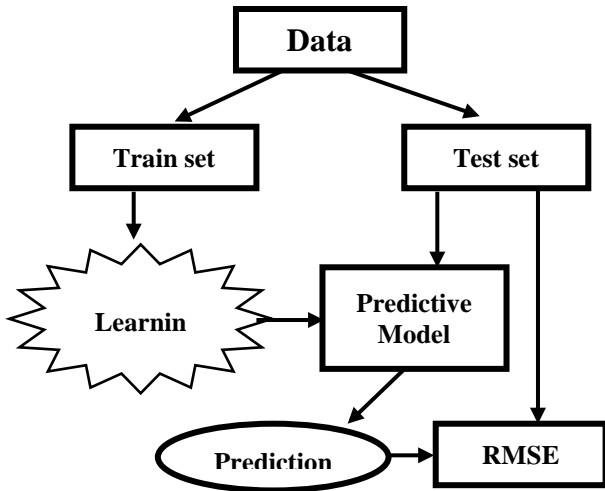 Data
Train set
Test set
Learnin
Predictive
Model
Prediction
RMSE